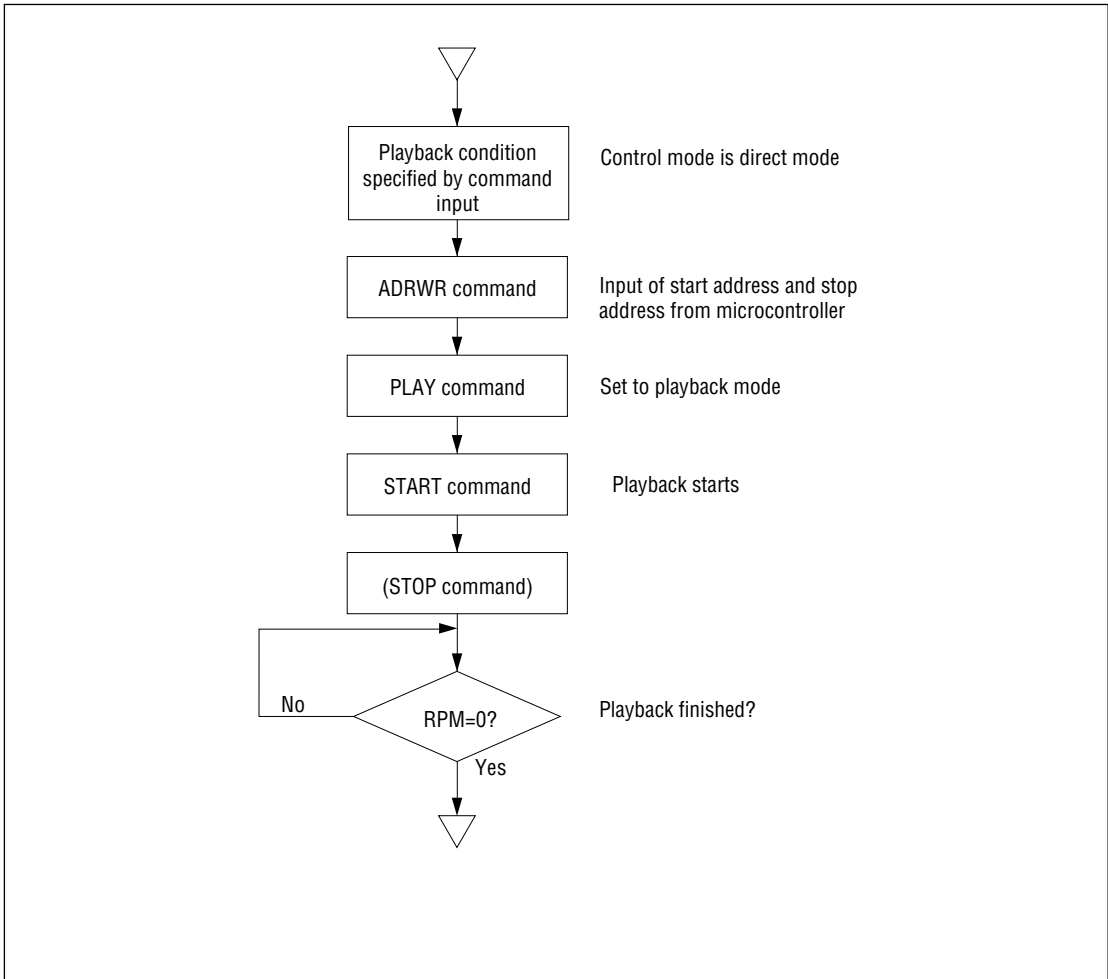 Playback condition
specified by command
input
Control mode is direct mode
ADRWR command
Input of start address and stop
address from microcontroller
PLAY command
Set to playback mode
START command
Playback starts
(STOP command)
No
RPM=0?
Playback finished?
Yes